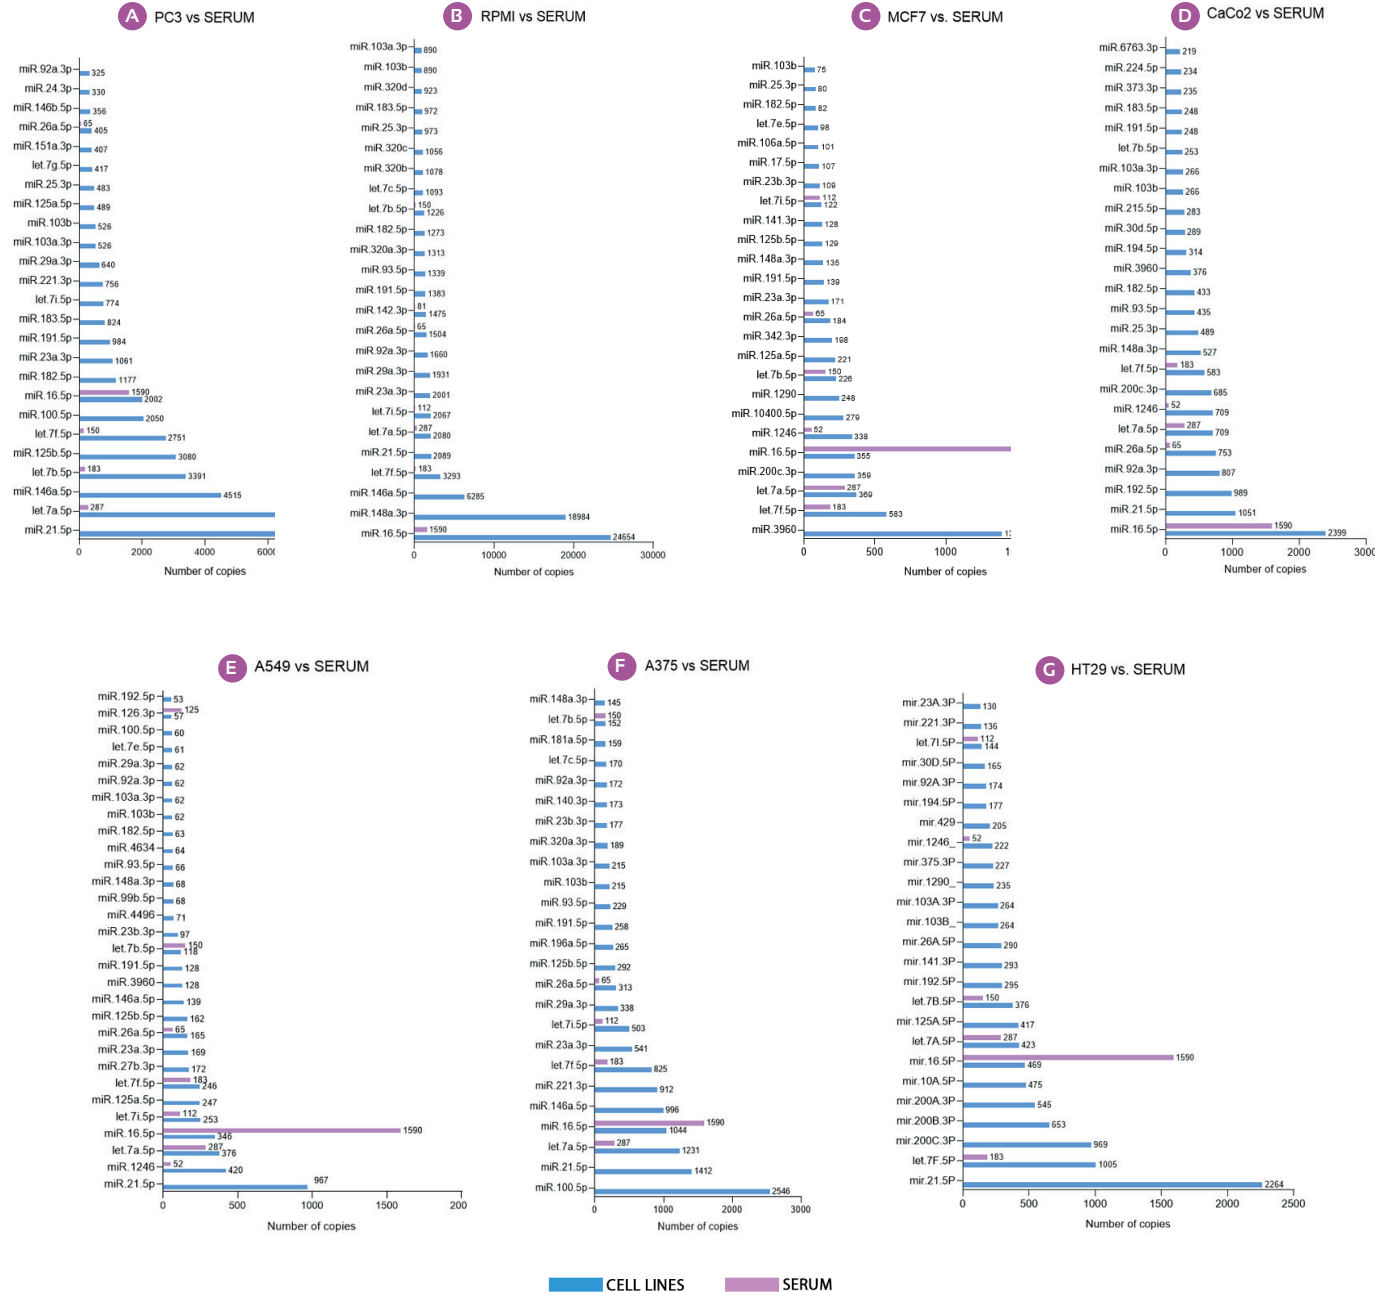 A PC3 vs SERUM
miR.92a.3p 325
miR.24.3p 330
miR.146b.5p 356
miR.26a.5p 65 405
miR.151a.3p 407
let.7g.5p 417
miR.25.3p 483
miR.125a.5p 489
miR.103b 526
miR.103a.3p 526
miR.29a.3p 640
miR.221.3p 756
let.7i.5p 774
miR.183.5p 824
miR.191.5p 984
miR.23a.3p 1061
miR.182.5p 1177
miR.16.5p 1590 2002
miR.100.5p 2050
let.7f.5p 150 2751
miR.125b.5p 3080
let.7b.5p 183 3391
miR.146a.5p 4515
let.7a.5p 287
miR.21.5p
0 2000 4000 6000
Number of copies
B RPMI vs SERUM
miR.103a.3p 890
miR.103b 890
miR.320d 923
miR.183.5p 972
miR.25.3p 973
miR.320c 1056
miR.320b 1078
let.7c.5p 1093
let.7b.5p 150 1226
miR.182.5p 1273
miR.320a.3p 1313
miR.93.5p 1339
miR.191.5p 1383
miR.142.3p 81 1475
miR.26a.5p 65 1504
miR.92a.3p 1660
miR.29a.3p 1931
miR.23a.3p 2001
let.7i.5p 112 2067
let.7a.5p 287 2080
miR.21.5p 2089
let.7f.5p 183 3293
miR.146a.5p 6285
miR.148a.3p 18984
miR.16.5p 1590 24654
0 10000 20000 30000
Number of copies
C MCF7 vs. SERUM
miR.103b 75
miR.25.3p 80
miR.182.5p 82
let.7e.5p 98
miR.106a.5p 101
miR.17.5p 107
miR.23b.3p 109
let.7i.5p 112 122
miR.141.3p 128
miR.125b.5p 129
miR.148a.3p 135
miR.191.5p 139
miR.23a.3p 171
miR.26a.5p 65 184
miR.342.3p 198
miR.125a.5p 221
let.7b.5p 150 226
miR.1290 248
miR.10400.5p 279
miR.1246 52 338
miR.16.5p 355
miR.200c.3p 359
let.7a.5p 287 369
let.7f.5p 183 583
miR.3960
0 500 1000
Number of copies
D CaCo2 vs SERUM
miR.6763.3p 219
miR.224.5p 234
miR.373.3p 235
miR.183.5p 248
miR.191.5p 248
let.7b.5p 253
miR.103a.3p 266
miR.103b 266
miR.215.5p 283
miR.30d.5p 289
miR.194.5p 314
miR.3960 376
miR.182.5p 433
miR.93.5p 435
miR.25.3p 489
miR.148a.3p 527
let.7f.5p 183 583
miR.200c.3p 685
miR.1246 52 709
let.7a.5p 287 709
miR.26a.5p 65 753
miR.92a.3p 807
miR.192.5p 989
miR.21.5p 1051
miR.16.5p 1590 2399
0 1000 2000 3000
Number of copies
E A549 vs SERUM
miR.192.5p 53
miR.126.3p 125 57
miR.100.5p 60
let.7e.5p 61
miR.29a.3p 62
miR.92a.3p 62
miR.103a.3p 62
miR.103b 62
miR.182.5p 63
miR.4634 64
miR.93.5p 66
miR.148a.3p 68
miR.99b.5p 68
miR.4496 71
miR.23b.3p 97
let.7b.5p 150 118
miR.191.5p 128
miR.3960 128
miR.146a.5p 139
miR.125b.5p 162
miR.26a.5p 65 165
miR.23a.3p 169
miR.27b.3p 172
let.7f.5p 183 246
miR.125a.5p 247
let.7i.5p 112 253
miR.16.5p 1590 346
let.7a.5p 287 376
miR.1246 52 420
miR.21.5p 967
0 500 1000 1500 200
Number of copies
F A375 vs SERUM
miR.148a.3p 145
let.7b.5p 150 152
miR.181a.5p 159
let.7c.5p 170
miR.92a.3p 172
miR.140.3p 173
miR.23b.3p 177
miR.320a.3p 189
miR.103a.3p 215
miR.103b 215
miR.93.5p 229
miR.191.5p 258
miR.196a.5p 265
miR.125b.5p 292
miR.26a.5p 65 313
miR.29a.3p 338
let.7i.5p 112 503
miR.23a.3p 541
let.7f.5p 183 825
miR.221.3p 912
miR.146a.5p 996
miR.16.5p 1590 1044
let.7a.5p 287 1231
miR.21.5p 1412
miR.100.5p 2546
0 1000 2000 3000
Number of copies
G HT29 vs. SERUM
mir.23A.3P 130
mir.221.3P 136
let.7I.5P 112 144
mir.30D.5P 165
mir.92A.3P 174
mir.194.5P 177
mir.429 205
mir.1246_ 52 222
mir.375.3P 227
mir.1290_ 235
mir.103A.3P 264
mir.103B_ 264
mir.26A.5P 290
mir.141.3P 293
mir.192.5P 295
let.7B.5P 150 376
mir.125A.5P 417
let.7A.5P 287 423
mir.16.5P 1590 469
mir.10A.5P 475
mir.200A.3P 545
mir.200B.3P 653
mir.200C.3P 969
let.7F.5P 183 1005
mir.21.5P 2264
0 500 1000 1500 2000 2500
Number of copies
CELL LINES SERUM